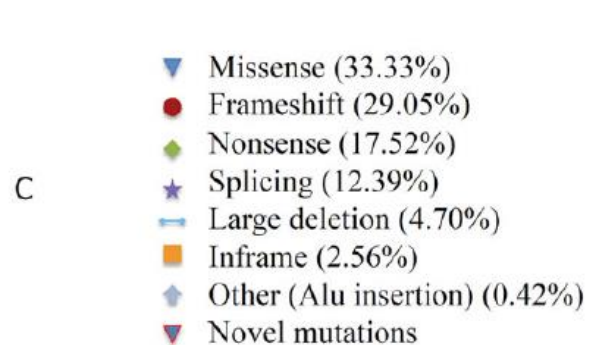 Missense (33.33%)
Frameshift (29.05%)
Nonsense (17.52%)
C
Splicing (12.39%)
Large deletion (4.70%)
Inframe (2.56%)
Other (Alu insertion) (0.42%)
Novel mutations